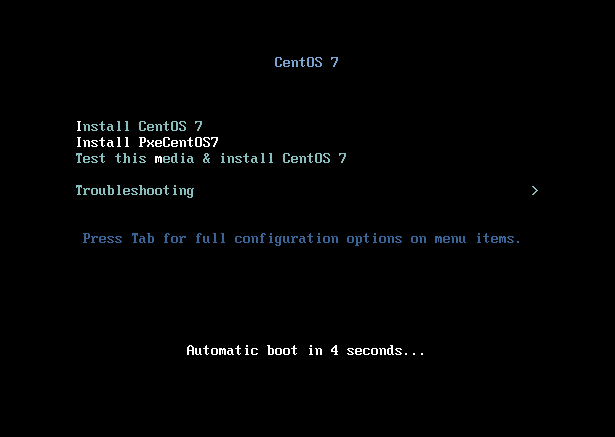 CentOS 7
Install CentOS 7
Install PxeCentOS7
Test this media & install CentOS 7
Troubleshooting >
Press Tab for full configuration options on menu items.
Automatic boot in 4 seconds...